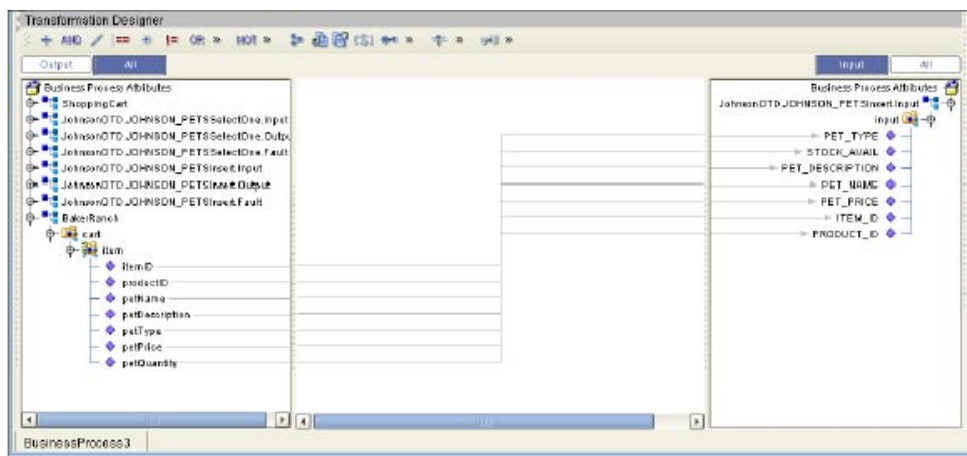 Transformation Designer
AND == != OR » NOT » {S} » » »
Output All
Input All
Business Process Attributes
ShoppingCart
JohnsonOTD.JOHNSON_PETSSelectOne.Input
JohnsonOTD.JOHNSON_PETSSelectOne.Outpu
JohnsonOTD.JOHNSON_PETSSelectOne.Fault
JohnsonOTD.JOHNSON_PETSInsert.Input
JohnsonOTD.JOHNSON_PETSInsert.Output
JohnsonOTD.JOHNSON_PETSInsert.Fault
BakerRanch
cart
item
itemID
productID
petName
petDescription
petType
petPrice
petQuantity
Business Process Attributes
JohnsonOTD.JOHNSON_PETSInsert.Input
input
PET_TYPE
STOCK_AVAIL
PET_DESCRIPTION
PET_NAME
PET_PRICE
ITEM_ID
PRODUCT_ID
BusinessProcess3